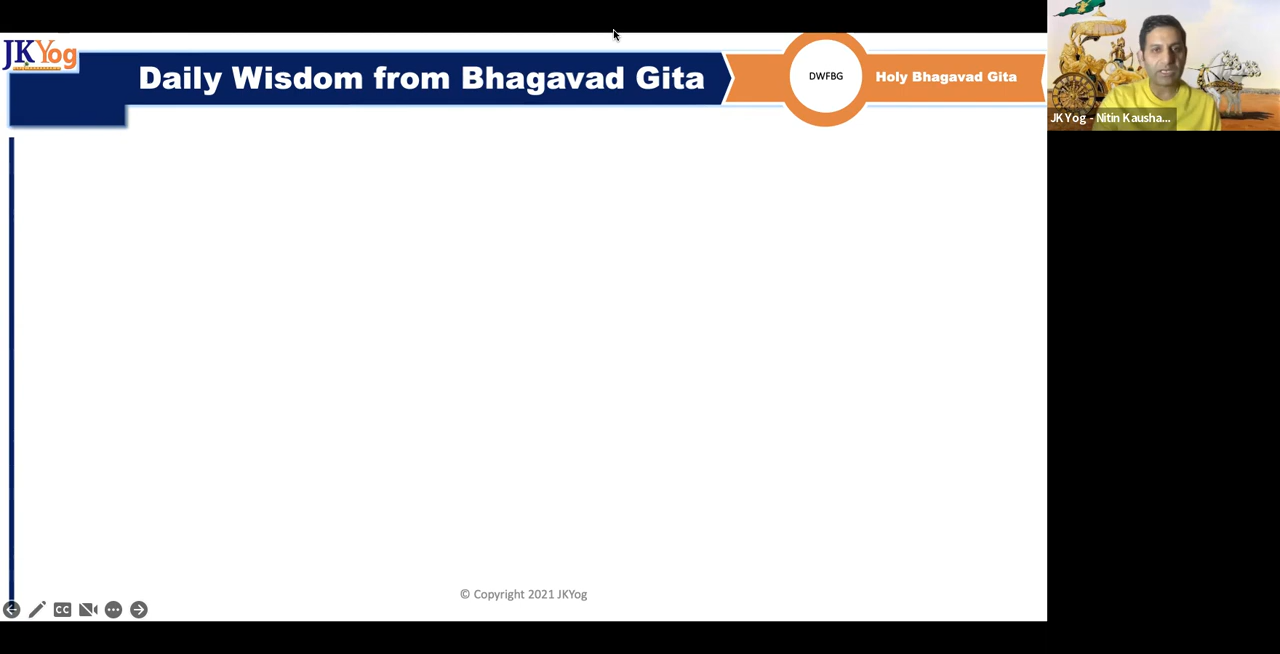 JKYog
Daily Wisdom from Bhagavad Gita
DWFBG
Holy Bhagavad Gita
JKYog - Nitin Kausha...
CC
© Copyright 2021 JKYog